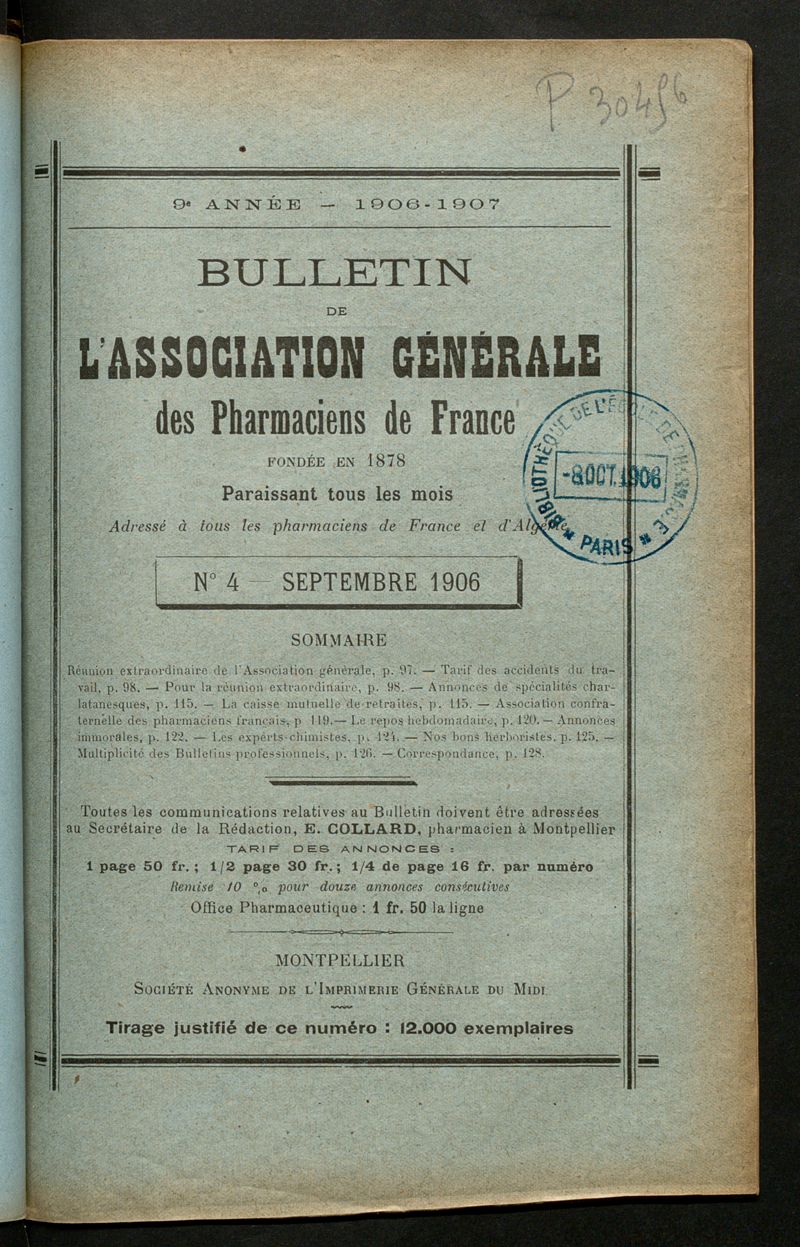 P 30456
9e ANNÉE — 1906-1907
BULLETIN
DE
L'ASSOCIATION GÉNÉRALE
des Pharmaciens de France
FONDÉE EN 1878
Paraissant tous les mois
Adressé à tous les pharmaciens de France et d'Algérie
BIBLIOTHÈQUE DE L'ÉCOLE DE PHARMACIE
-8 OCT. 1906
* PARIS *
N° 4 — SEPTEMBRE 1906
SOMMAIRE
Réunion extraordinaire de l'Association générale, p. 97. — Tarif des accidents du tra-
vail, p. 98. — Pour la réunion extraordinaire, p. 98. — Annonces de spécialités char-
latanesques, p. 115. — La caisse mutuelle de retraites, p. 115. — Association confra-
ternelle des pharmaciens français, p 119.— Le repos hebdomadaire, p. 120. — Annonces
immorales, p. 122. — Les experts-chimistes, p. 124. — Nos bons herboristes, p. 125. —
Multiplicité des Bulletins professionnels, p. 126. — Correspondance, p. 128.
Toutes les communications relatives au Bulletin doivent être adressées
au Secrétaire de la Rédaction, E. COLLARD, pharmacien à Montpellier
TARIF DES ANNONCES :
1 page 50 fr. ; 1/2 page 30 fr. ; 1/4 de page 16 fr. par numéro
Remise 10 % pour douze annonces consécutives
Office Pharmaceutique : 1 fr. 50 la ligne
MONTPELLIER
SOCIÉTÉ ANONYME DE L'IMPRIMERIE GÉNÉRALE DU MIDI
Tirage justifié de ce numéro : 12.000 exemplaires